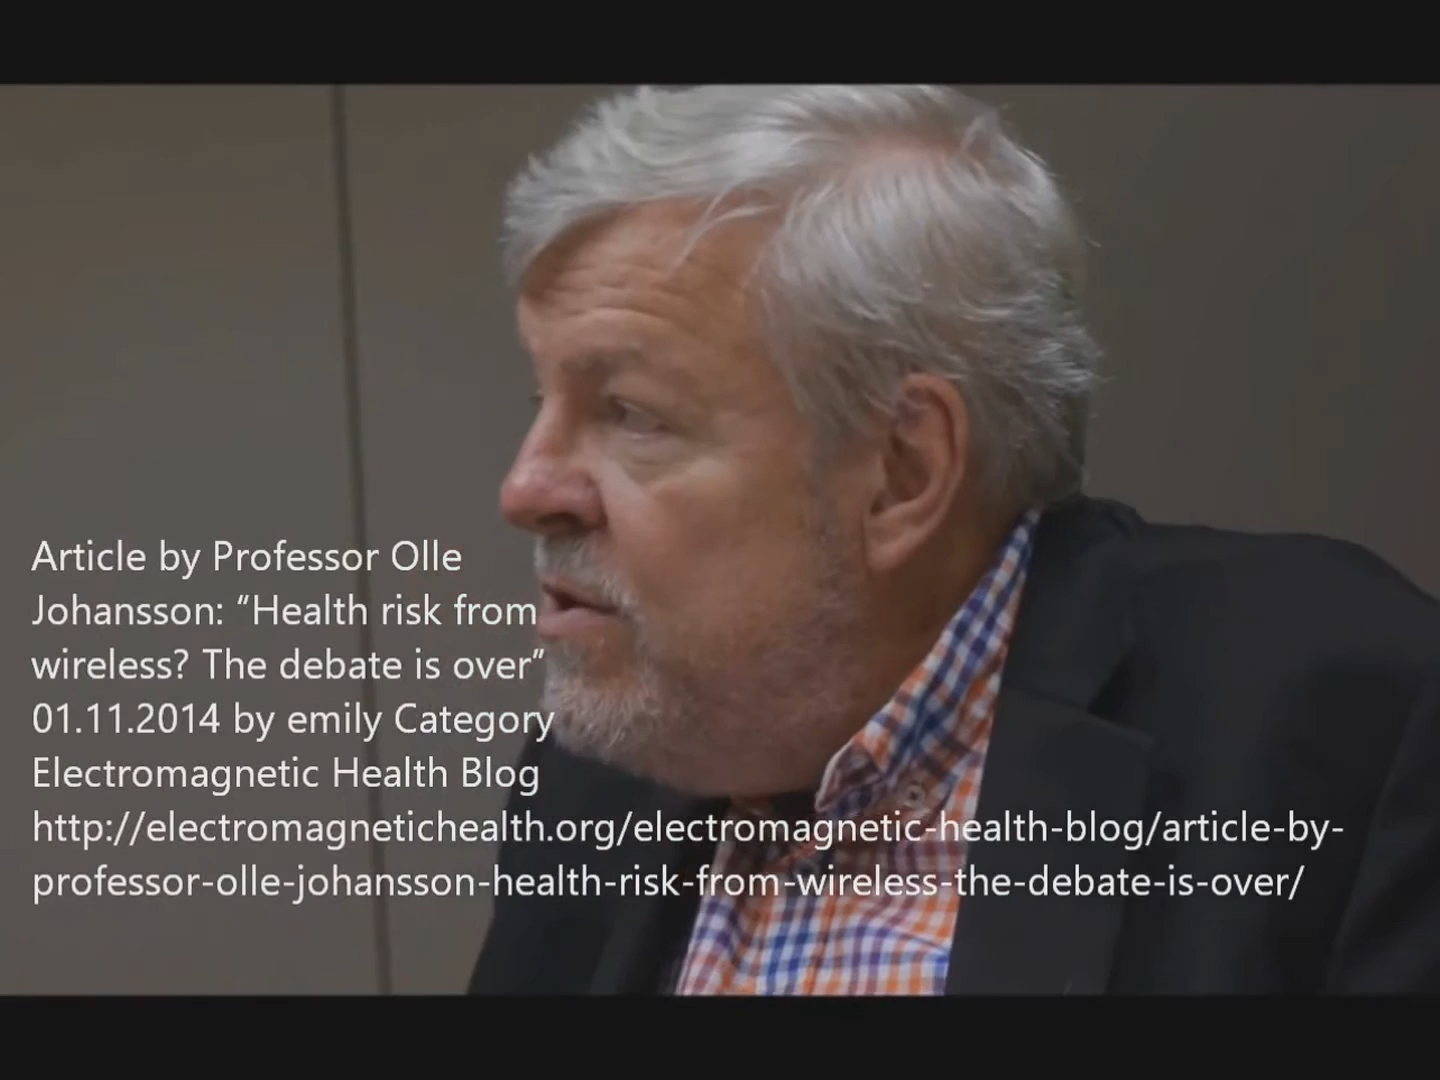 Article by Professor Olle
Johansson: “Health risk from
wireless? The debate is over”
01.11.2014 by emily Category
Electromagnetic Health Blog
http://electromagnetichealth.org/electromagnetic-health-blog/article-by-
professor-olle-johansson-health-risk-from-wireless-the-debate-is-over/